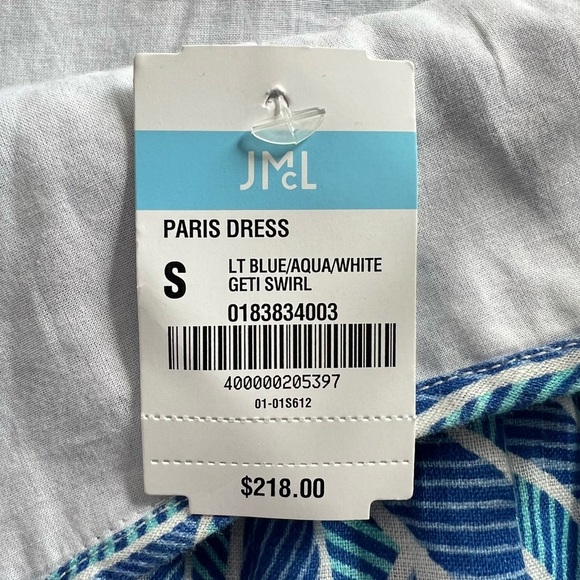 JMcL
PARIS DRESS
S
LT BLUE/AQUA/WHITE
GETI SWIRL
0183834003
400000205397
01-01S612
$218.00